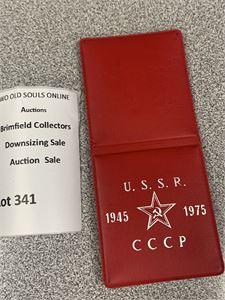 WO OLD SOULS ONLINE
Auctions
Brimfield Collectors
Downsizing Sale
Auction Sale
ot 341
U.S.S.R.
1945 1975
СССР